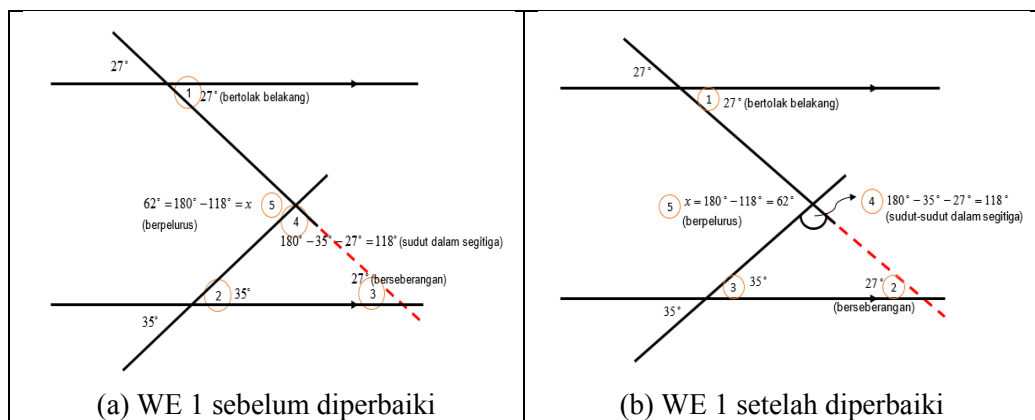 27°
1
27° (bertolak belakang)
62° = 180° − 118° = x
5
(berpelurus)
4
180° − 35° − 27° = 118° (sudut dalam segitiga)
27° (berseberangan)
2
35°
3
35°
(a) WE 1 sebelum diperbaiki
27°
1
27° (bertolak belakang)
5
x = 180° − 118° = 62°
(berpelurus)
4
180° − 35° − 27° = 118°
(sudut-sudut dalam segitiga)
3
35°
27°
2
(berseberangan)
35°
(b) WE 1 setelah diperbaiki